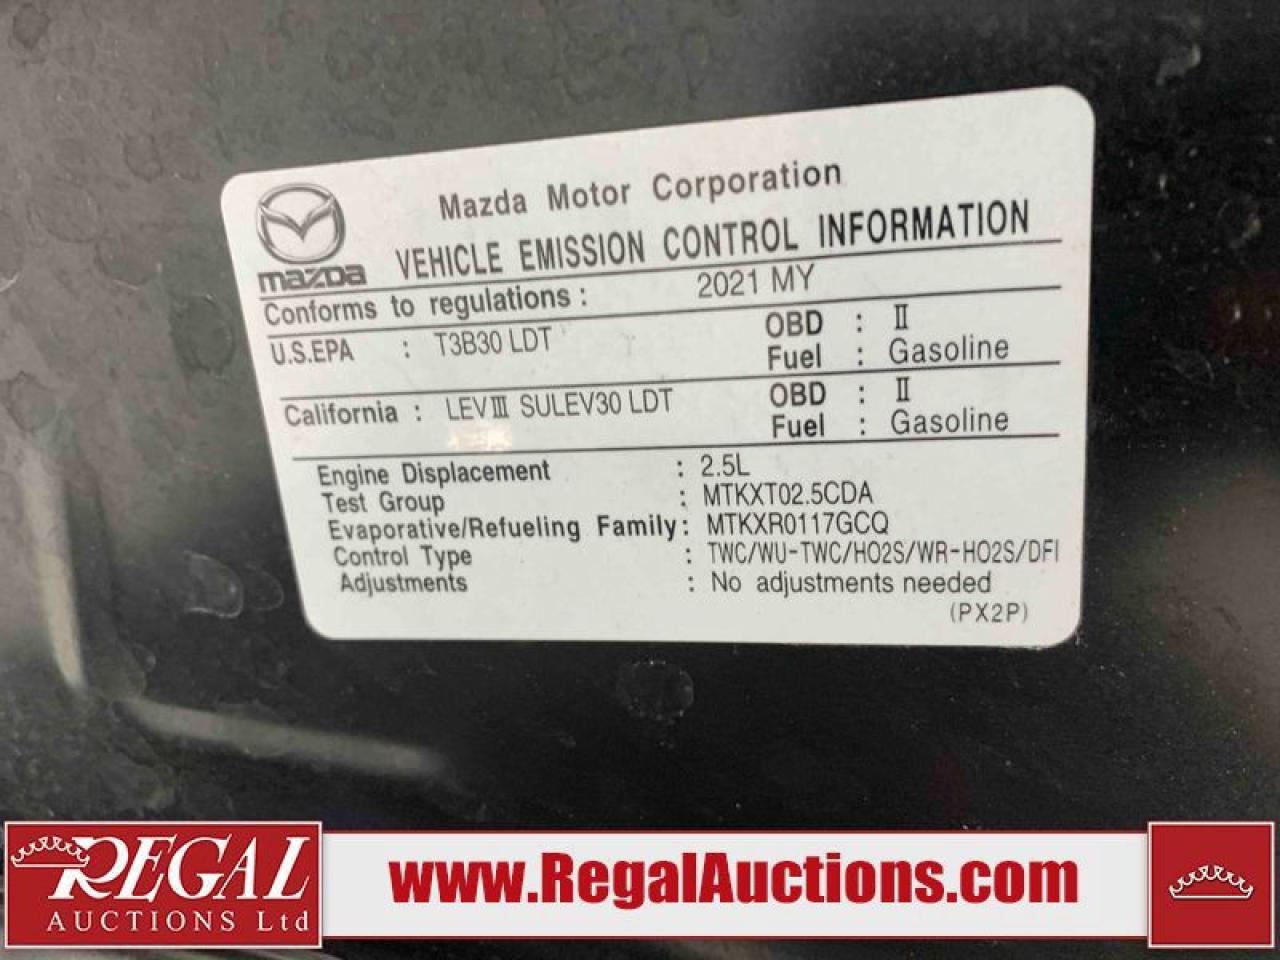 Mazda Motor Corporation
mazda
VEHICLE EMISSION CONTROL INFORMATION
Conforms to regulations : 2021 MY
U.S.EPA : T3B30 LDT OBD : II
Fuel : Gasoline
California : LEV III SULEV30 LDT OBD : II
Fuel : Gasoline
Engine Displacement : 2.5L
Test Group : MTKXT02.5CDA
Evaporative/Refueling Family: MTKXR0117GCQ
Control Type : TWC/WU-TWC/HO2S/WR-HO2S/DFI
Adjustments : No adjustments needed
(PX2P)
REGAL
AUCTIONS Ltd
www.RegalAuctions.com